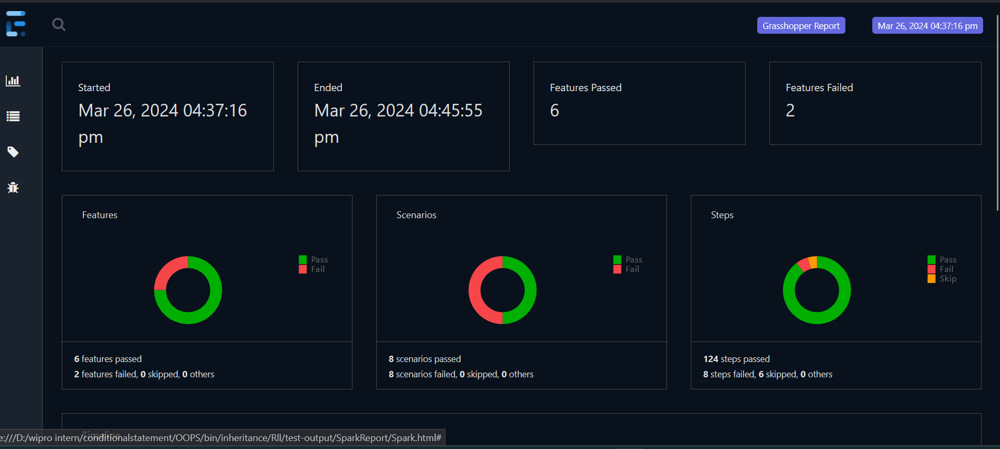 Grasshopper Report
Mar 26, 2024 04:37:16 pm
Started
Mar 26, 2024 04:37:16
pm
Ended
Mar 26, 2024 04:45:55
pm
Features Passed
6
Features Failed
2
Features
Pass
Fail
6 features passed
2 features failed, 0 skipped, 0 others
Scenarios
Pass
Fail
8 scenarios passed
8 scenarios failed, 0 skipped, 0 others
Steps
Pass
Fail
Skip
124 steps passed
8 steps failed, 6 skipped, 0 others
Timeline
e:///D:/wipro intern/conditionalstatement/OOPS/bin/inheritance/Rll/test-output/SparkReport/Spark.html#